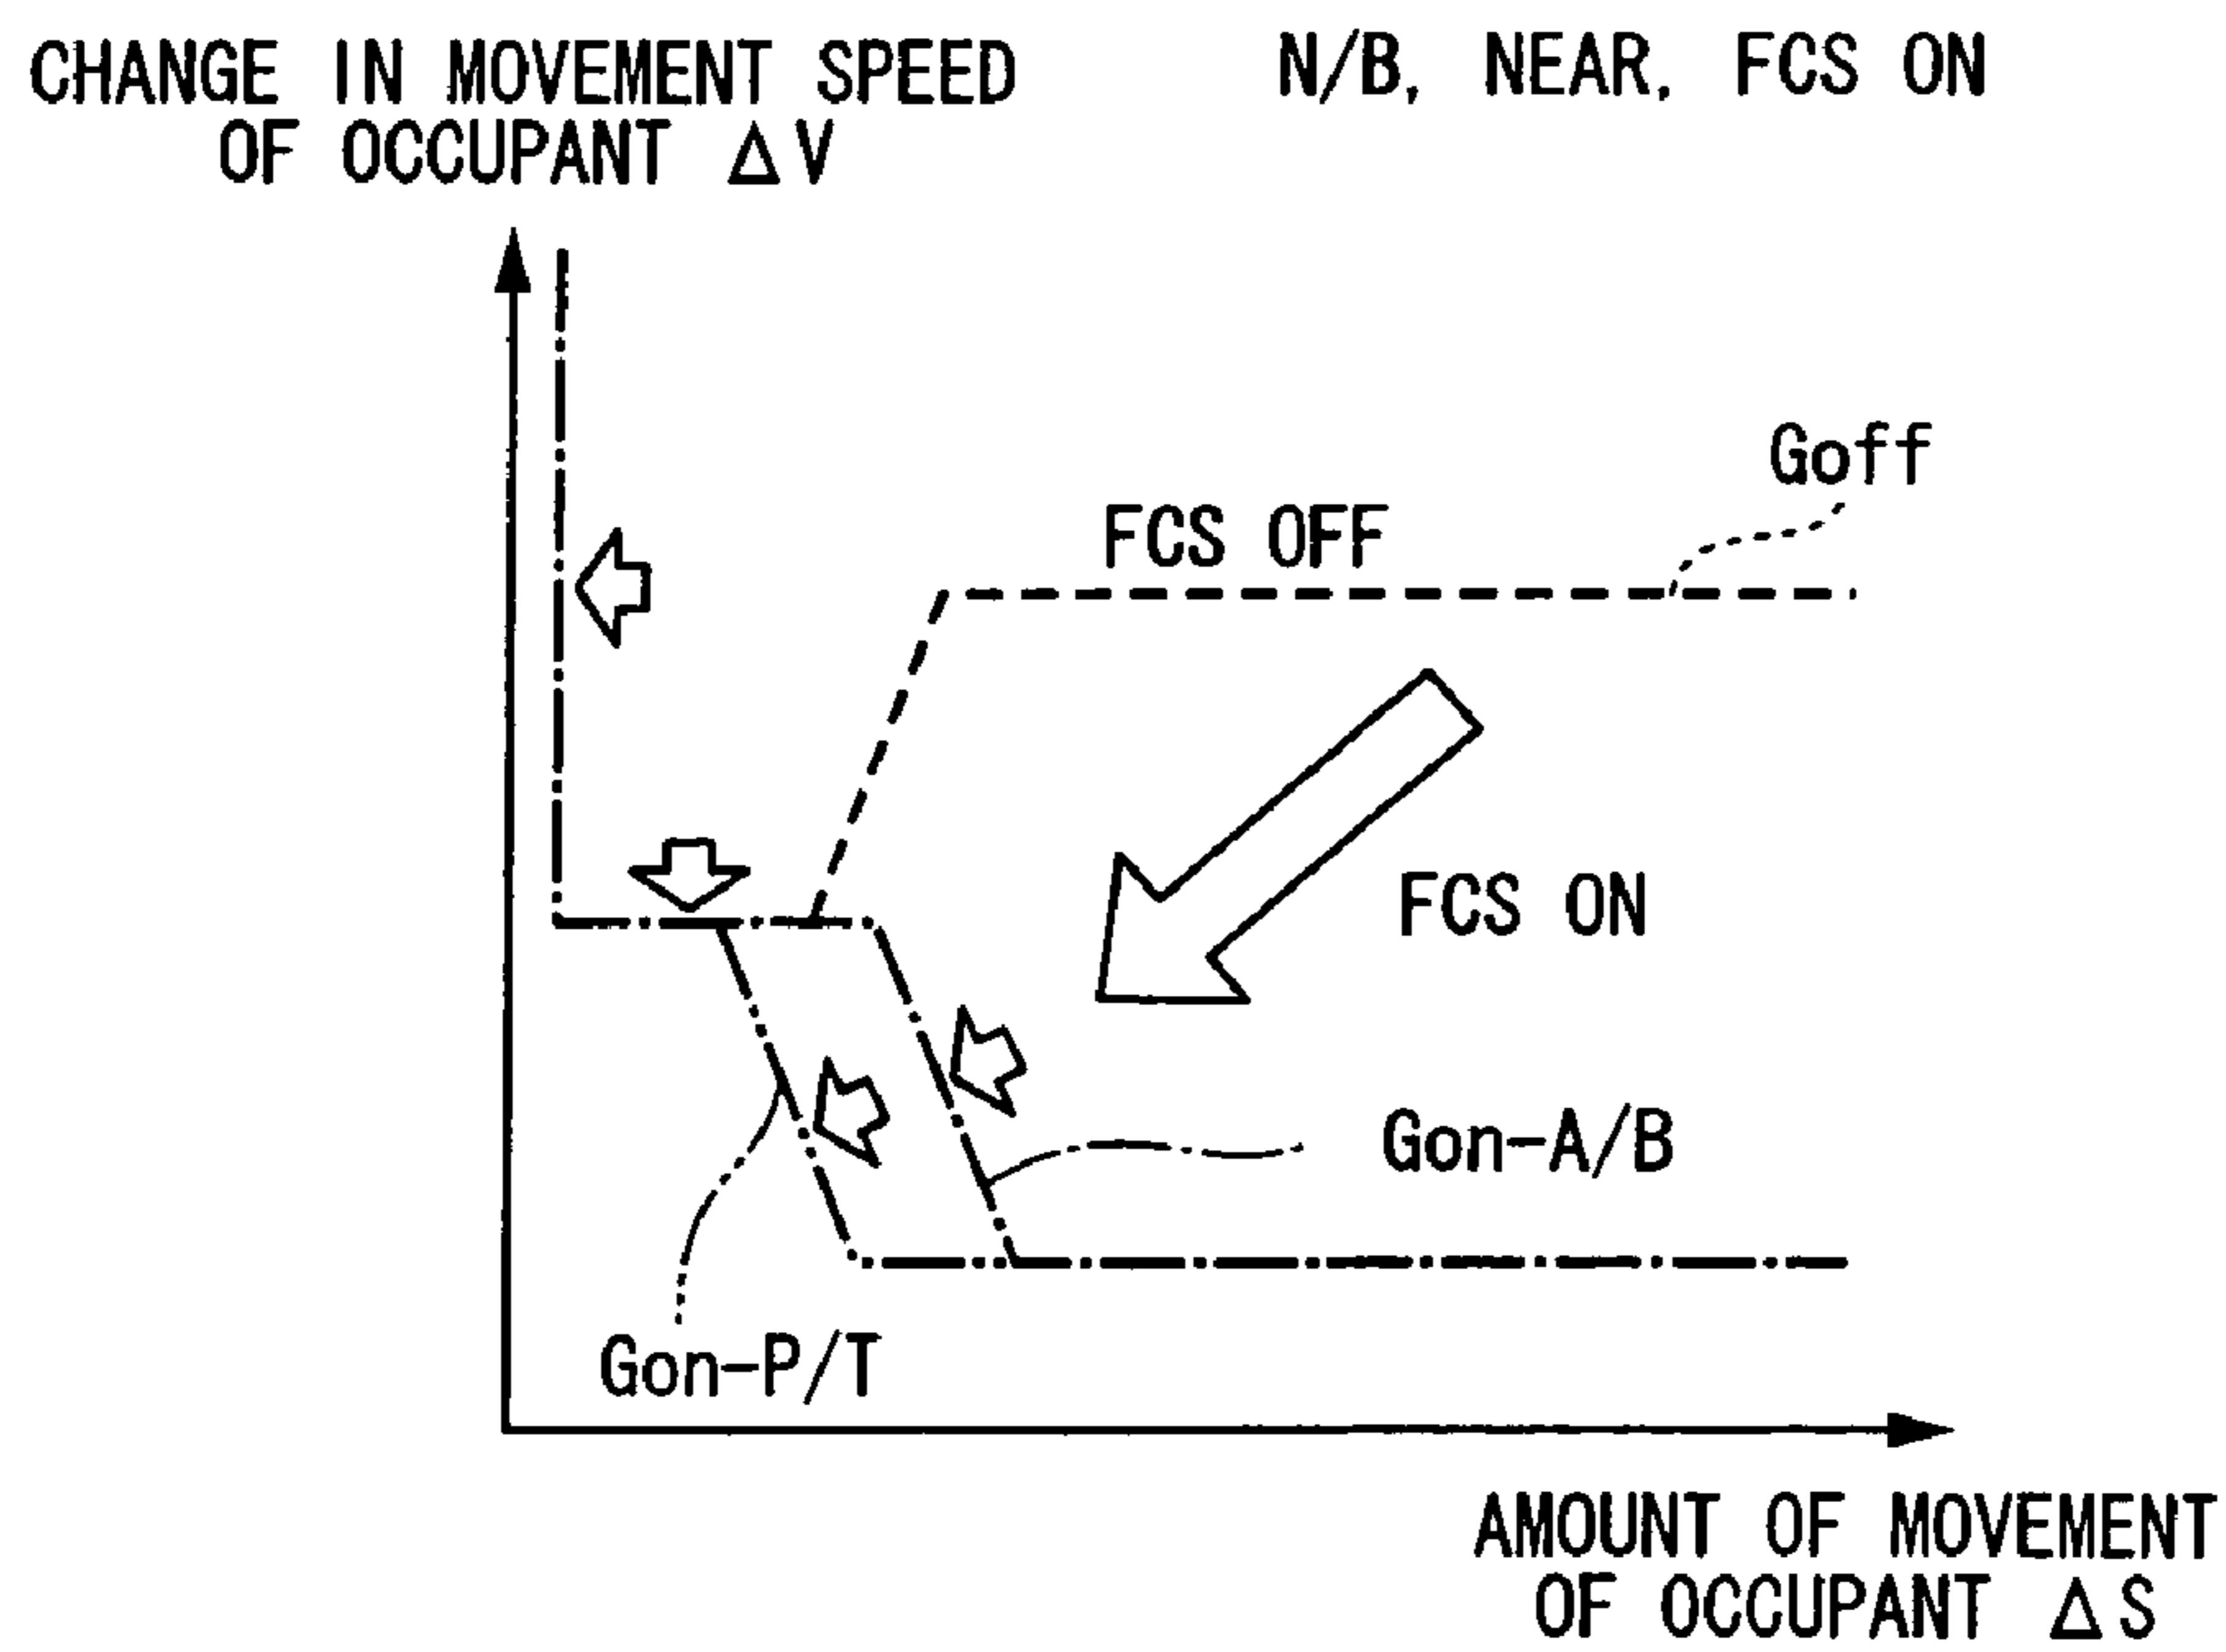 CHANGE IN MOVEMENT SPEED
OF OCCUPANT ΔV
N/B, NEAR, FCS ON
Goff
FCS OFF
FCS ON
Gon-A/B
Gon-P/T
AMOUNT OF MOVEMENT
OF OCCUPANT ΔS